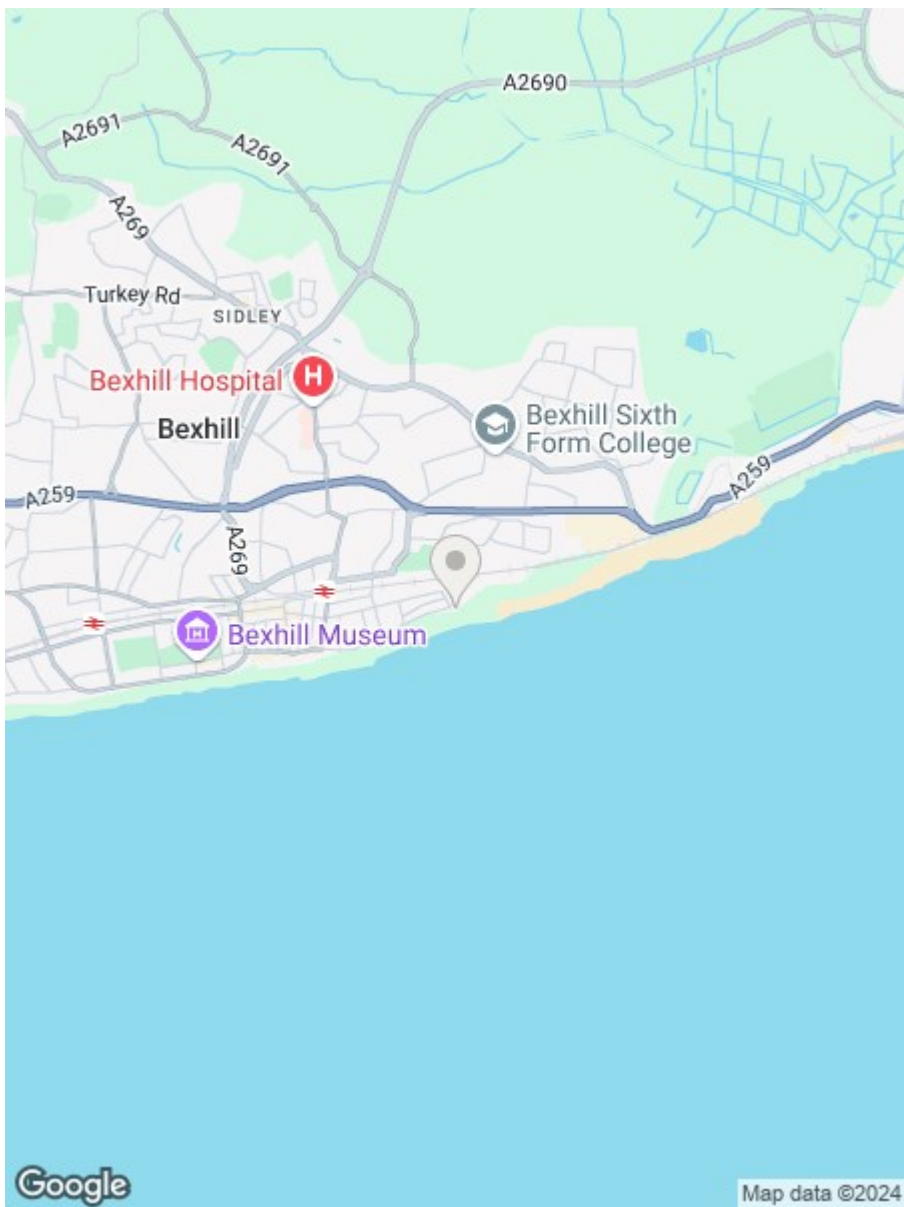 A2690
A2691
A2691
A269
Turkey Rd
SIDLEY
Bexhill Hospital
H
Bexhill
Bexhill Sixth
Form College
A259
A259
A269
Bexhill Museum
Google
Map data ©2024